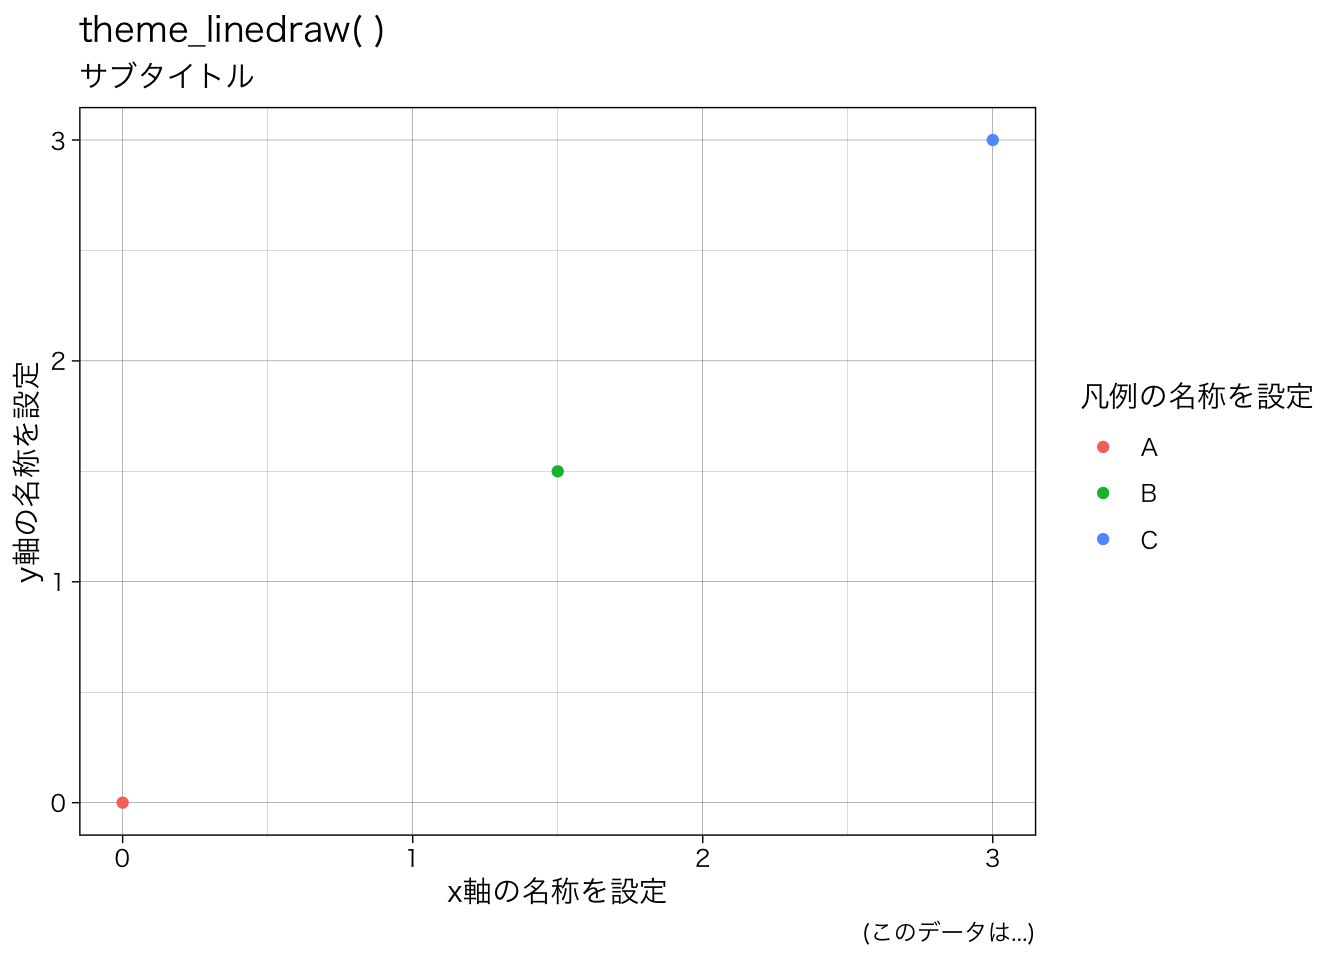 theme_linedraw( )
サブタイトル
y軸の名称を設定
3
2
1
0
0 1 2 3
x軸の名称を設定
(このデータは...)
凡例の名称を設定
A
B
C